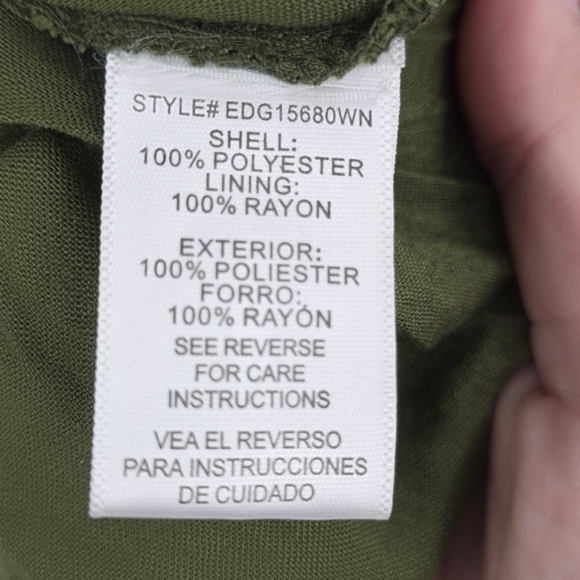 STYLE# EDG15680WN
SHELL:
100% POLYESTER
LINING:
100% RAYON
EXTERIOR:
100% POLIESTER
FORRO:
100% RAYÓN
SEE REVERSE
FOR CARE
INSTRUCTIONS
VEA EL REVERSO
PARA INSTRUCCIONES
DE CUIDADO